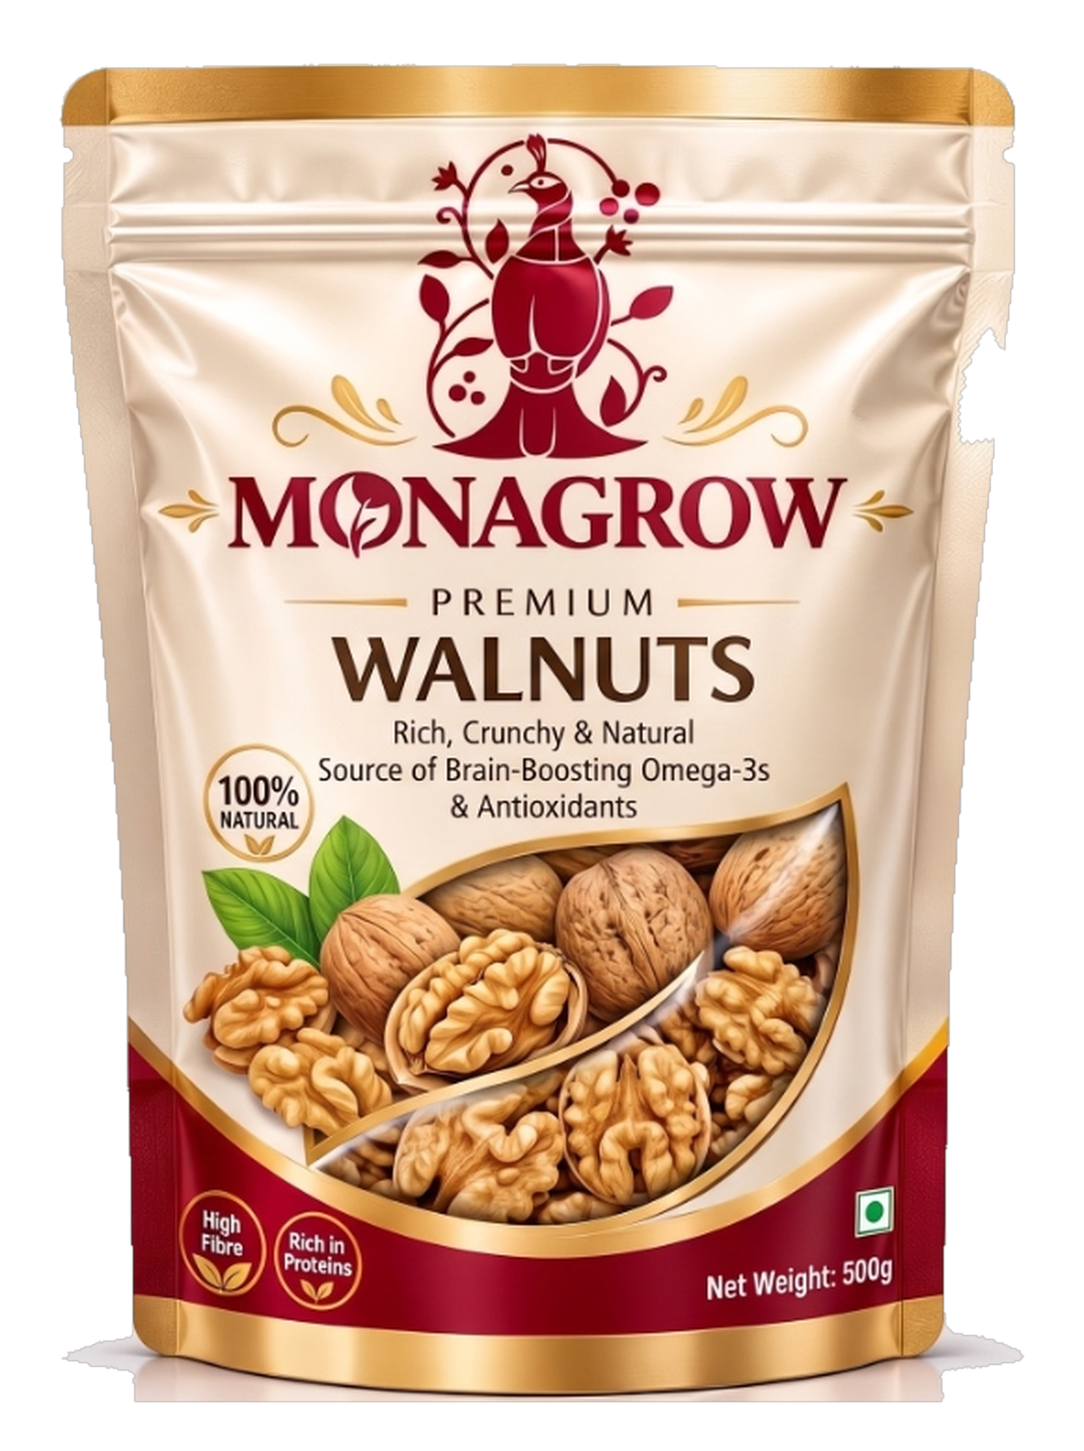 MONAGROW
PREMIUM
WALNUTS
Rich, Crunchy & Natural
Source of Brain-Boosting Omega-3s
& Antioxidants
100%
NATURAL
High
Fibre
Rich in
Proteins
Net Weight: 500g